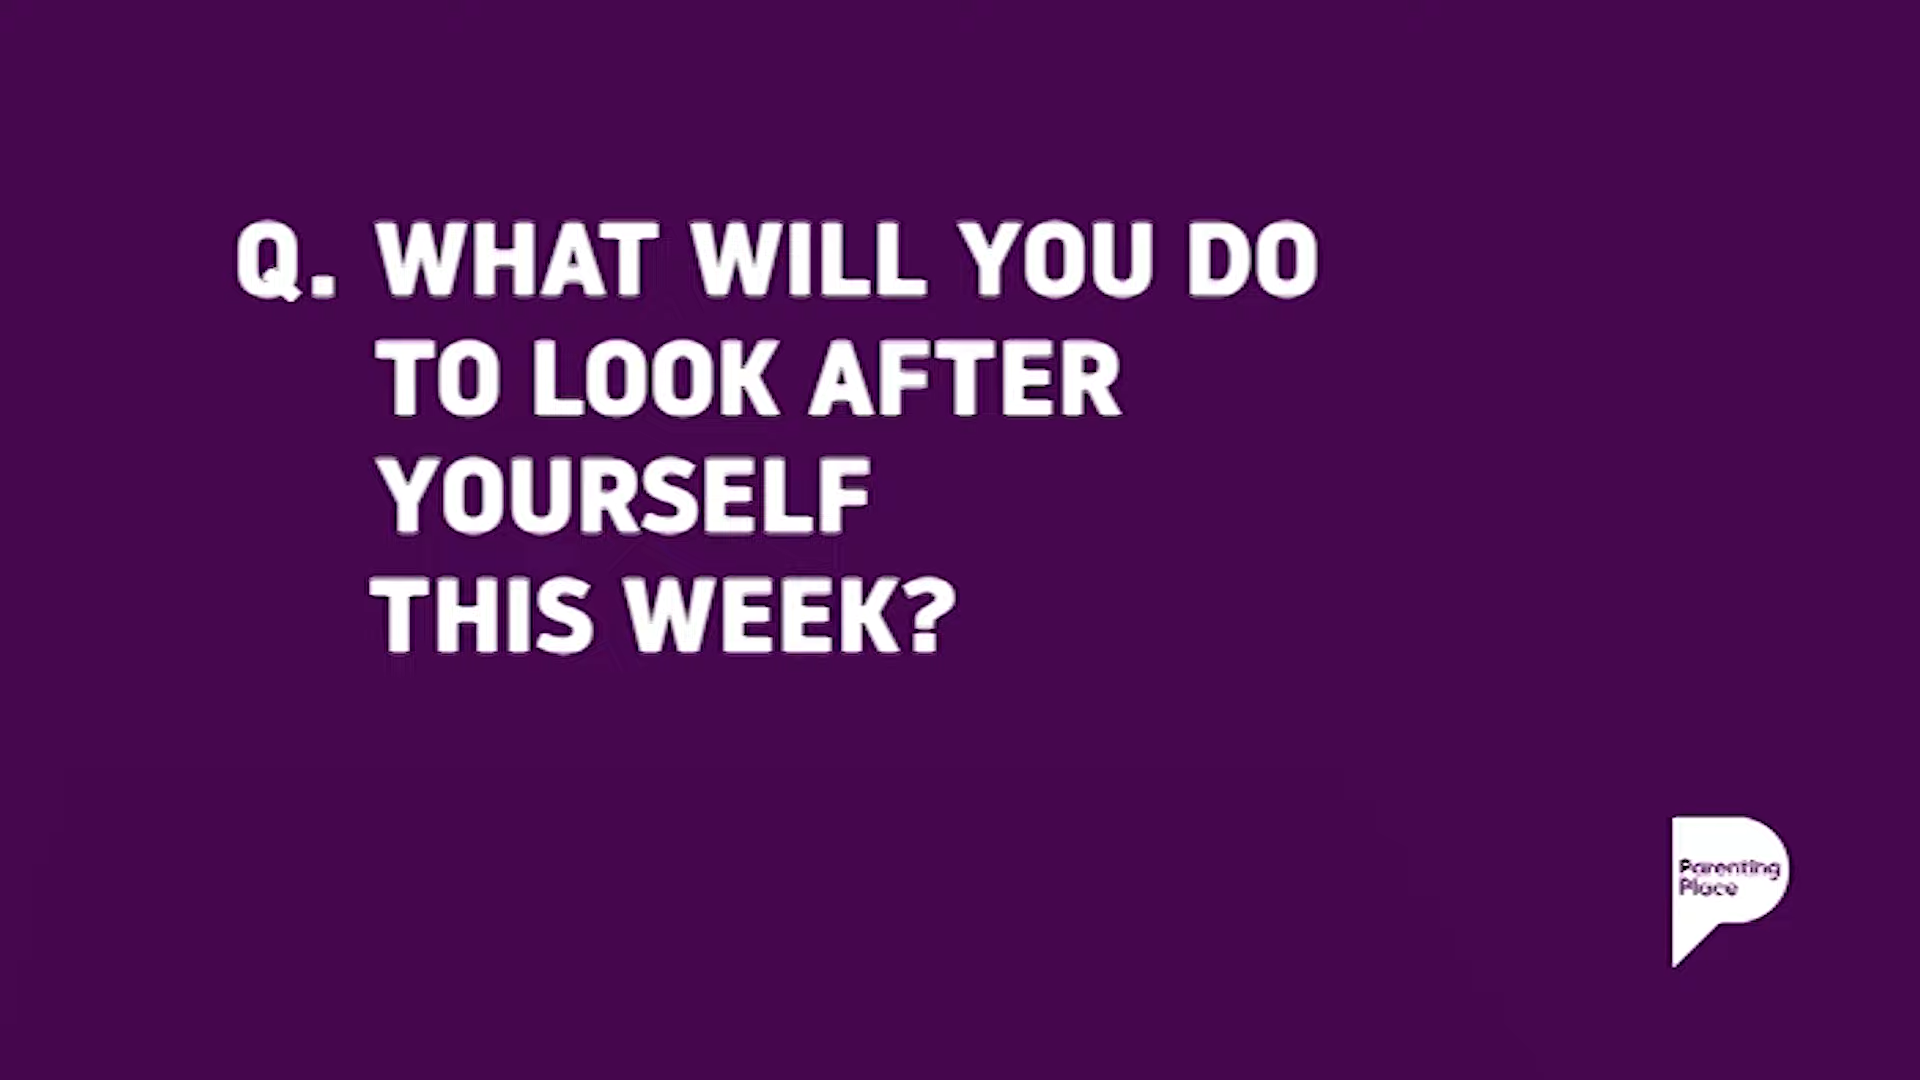 Q. WHAT WILL YOU DO
TO LOOK AFTER
YOURSELF
THIS WEEK?
Parenting
Place